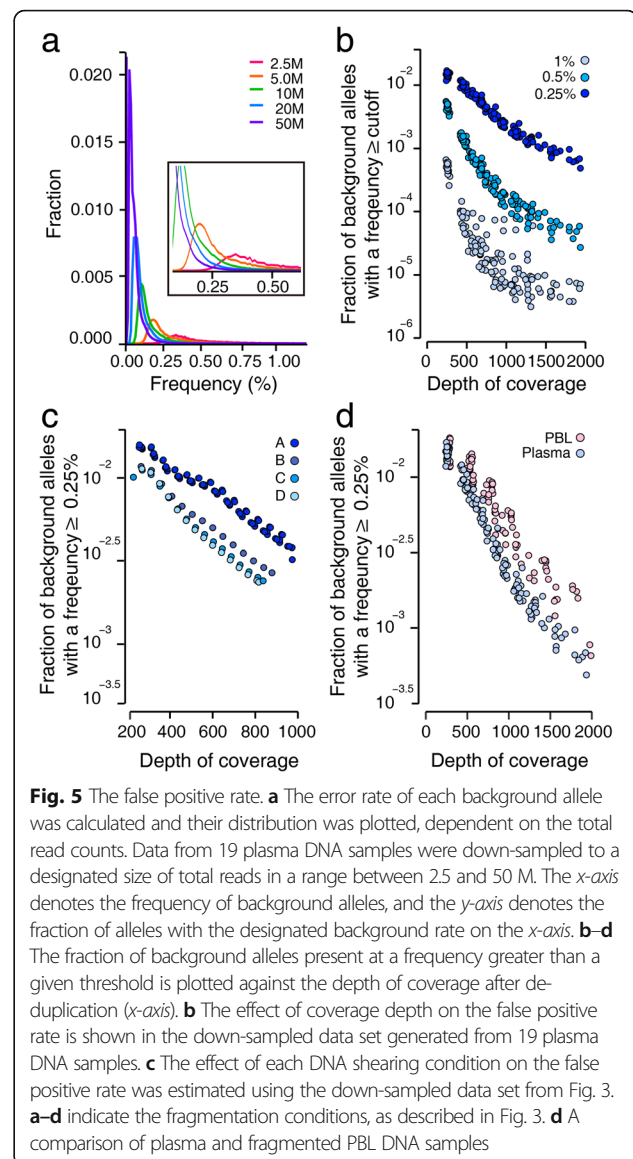 a
0.020
0.015
0.010
0.005
0.000
Fraction
2.5M
5.0M
10M
20M
50M
0.25
0.50
0.00 0.25 0.50 0.75 1.00
Frequency (%)
b
Fraction of background alleles
with a freqeuncy ≥ cutoff
10-2
10-3
10-4
10-5
10-6
1%
0.5%
0.25%
0 500 1000 1500 2000
Depth of coverage
c
Fraction of background alleles
with a freqeuncy ≥ 0.25%
10-2
10-2.5
10-3
10-3.5
A
B
C
D
200 400 600 800 1000
Depth of coverage
d
Fraction of background alleles
with a freqeuncy ≥ 0.25%
10-2
10-2.5
10-3
10-3.5
PBL
Plasma
0 500 1000 1500 2000
Depth of coverage
Fig. 5 The false positive rate. a The error rate of each background allele
was calculated and their distribution was plotted, dependent on the total
read counts. Data from 19 plasma DNA samples were down-sampled to a
designated size of total reads in a range between 2.5 and 50 M. The x-axis
denotes the frequency of background alleles, and the y-axis denotes the
fraction of alleles with the designated background rate on the x-axis. b–d
The fraction of background alleles present at a frequency greater than a
given threshold is plotted against the depth of coverage after de-
duplication (x-axis). b The effect of coverage depth on the false positive
rate is shown in the down-sampled data set generated from 19 plasma
DNA samples. c The effect of each DNA shearing condition on the false
positive rate was estimated using the down-sampled data set from Fig. 3.
a–d indicate the fragmentation conditions, as described in Fig. 3. d A
comparison of plasma and fragmented PBL DNA samples